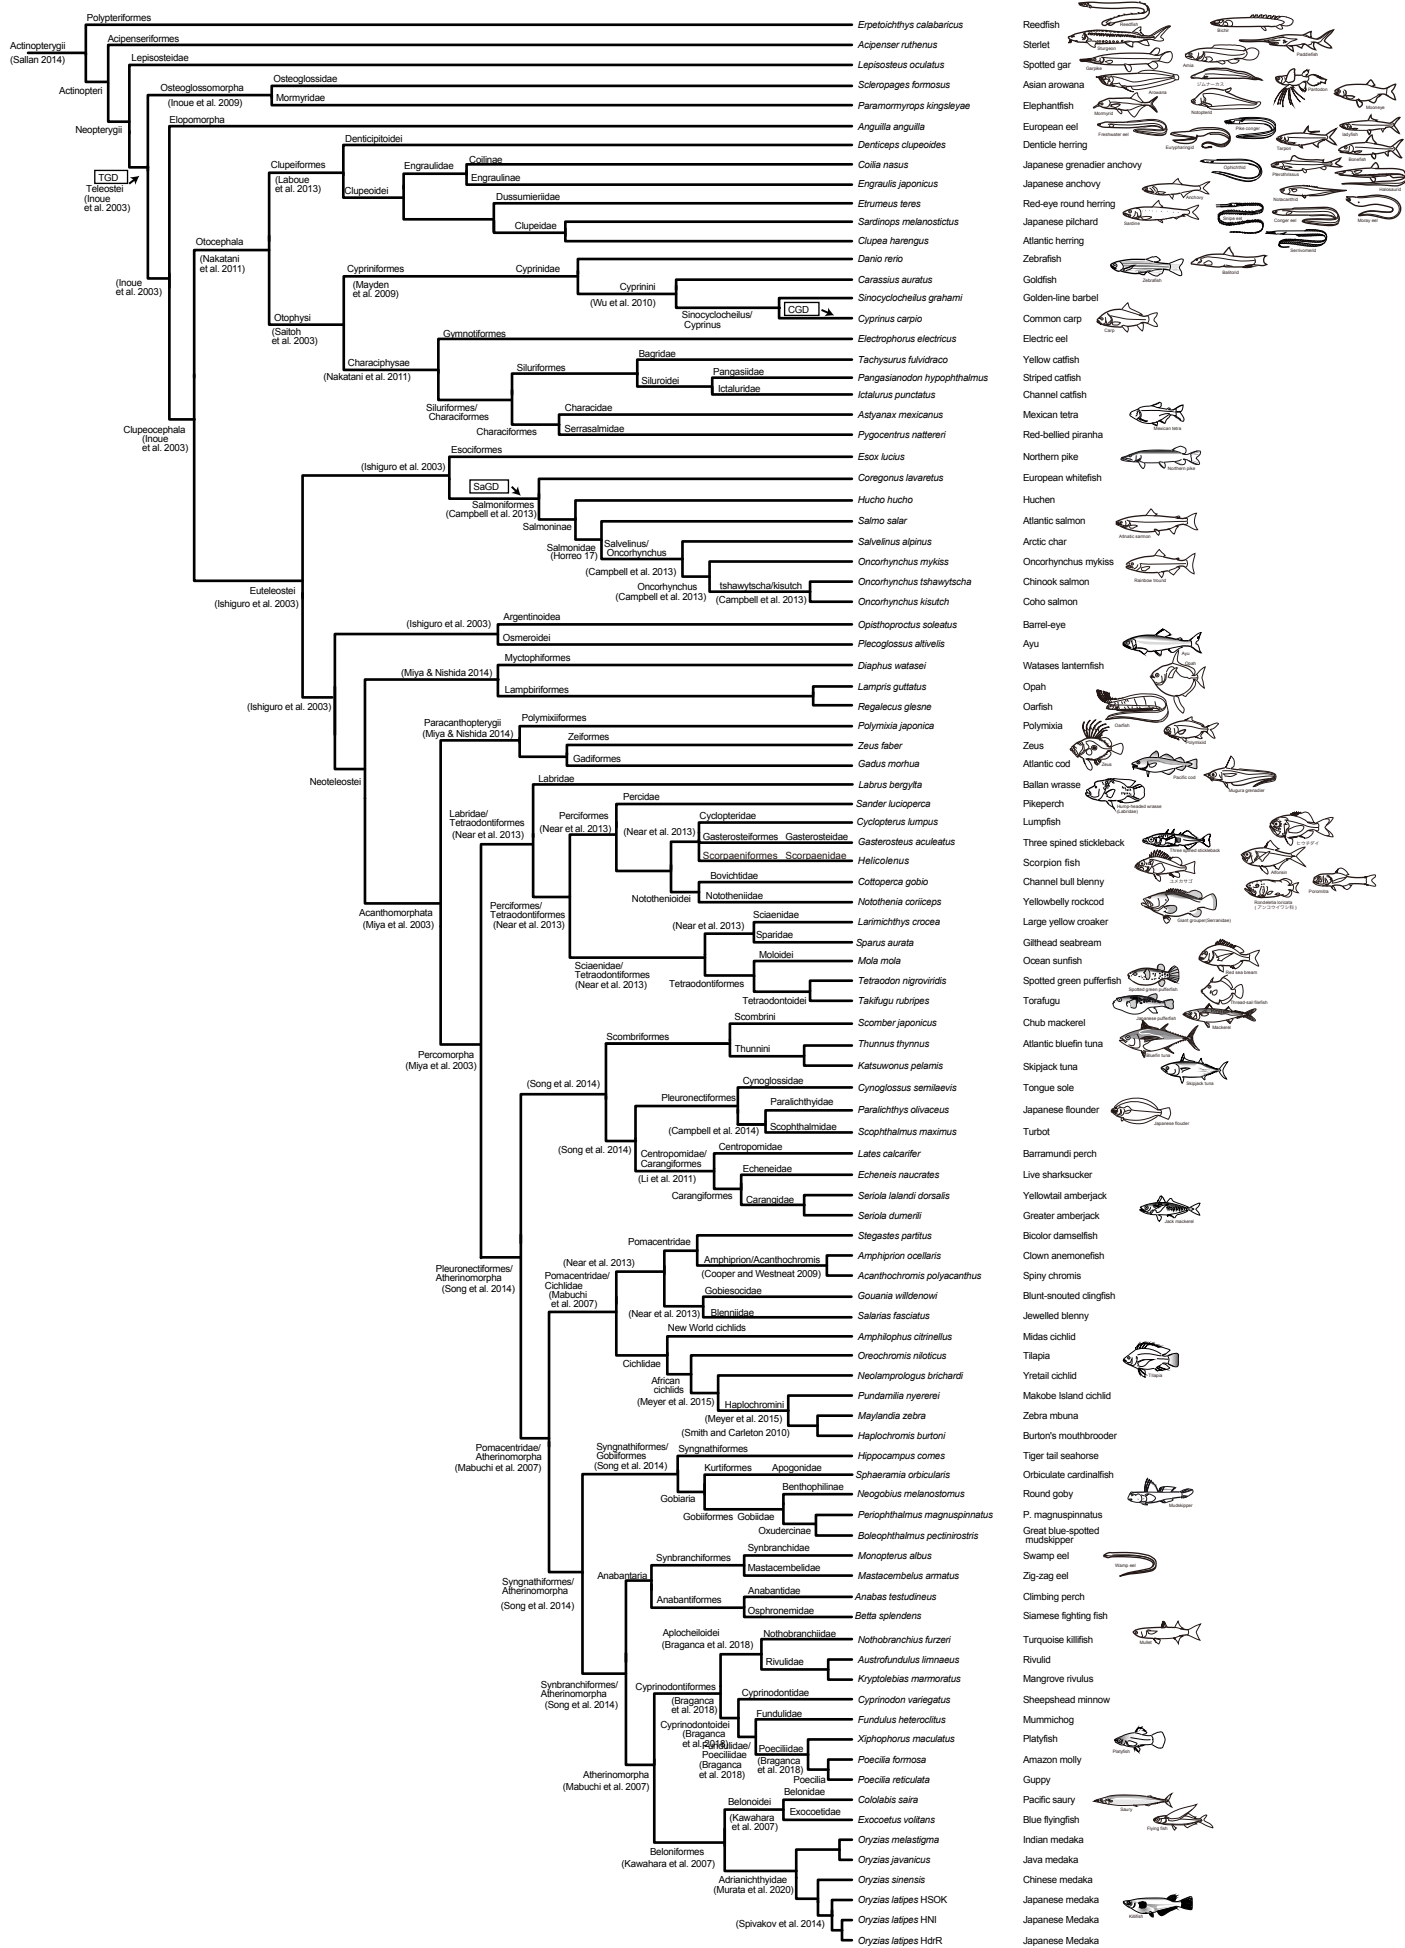 Polypteriformes
Erpetoichthys calabaricus Reedfish
Actinopterygii
(Sallan 2014)
Acipenseriformes
Acipenser ruthenus Sterlet
Actinopteri
Lepisosteidae
Lepisosteus oculatus Spotted gar
Neopterygii
Osteoglossomorpha
(Inoue et al. 2009)
Osteoglossidae
Scleropages formosus Asian arowana
Mormyridae
Paramormyrops kingsleyae Elephantfish
TGD
Teleostei
(Inoue
et al. 2003)
Elopomorpha
Anguilla anguilla European eel
(Inoue
et al. 2003)
Clupeocephala
(Inoue
et al. 2003)
Otocephala
(Nakatani
et al. 2011)
Clupeiformes
(Laboue
et al. 2013)
Denticipitoidei
Denticeps clupeoides Denticle herring
Clupeoidei
Engraulidae
Coilinae
Coilia nasus Japanese grenadier anchovy
Engraulinae
Engraulis japonicus Japanese anchovy
Dussumieriidae
Etrumeus teres Red-eye round herring
Clupeidae
Sardinops melanostictus Japanese pilchard
Clupea harengus Atlantic herring
Otophysi
(Saitoh
et al. 2003)
Cypriniformes
(Mayden
et al. 2009)
Cyprinidae
Danio rerio Zebrafish
Cyprinini
(Wu et al. 2010)
Carassius auratus Goldfish
Sinocyclocheilus/
Cyprinus
CGD
Sinocyclocheilus grahami Golden-line barbel
Cyprinus carpio Common carp
Characiphysae
(Nakatani et al. 2011)
Gymnotiformes
Electrophorus electricus Electric eel
Siluriformes/
Characiformes
Siluriformes
Bagridae
Tachysurus fulvidraco Yellow catfish
Siluroidei
Pangasiidae
Pangasianodon hypophthalmus Striped catfish
Ictaluridae
Ictalurus punctatus Channel catfish
Characiformes
Characidae
Astyanax mexicanus Mexican tetra
Serrasalmidae
Pygocentrus nattereri Red-bellied piranha
Euteleostei
(Ishiguro et al. 2003)
(Ishiguro et al. 2003)
Esociformes
Esox lucius Northern pike
SaGD
Salmoniformes
(Campbell et al. 2013)
Coregonus lavaretus European whitefish
Salmoninae
Hucho hucho Huchen
Salmonidae
(Horreo 17)
Salmo salar Atlantic salmon
Salvelinus/
Oncorhynchus
(Campbell et al. 2013)
Salvelinus alpinus Arctic char
Oncorhynchus
(Campbell et al. 2013)
Oncorhynchus mykiss Oncorhynchus mykiss
tshawytscha/kisutch
(Campbell et al. 2013)
Oncorhynchus tshawytscha Chinook salmon
Oncorhynchus kisutch Coho salmon
(Ishiguro et al. 2003)
(Ishiguro et al. 2003)
Argentinoidea
Opisthoproctus soleatus Barrel-eye
Osmeroidei
Plecoglossus altivelis Ayu
Neoteleostei
(Miya & Nishida 2014)
Myctophiformes
Diaphus watasei Watases lanternfish
Lampbiriformes
Lampris guttatus Opah
Regalecus glesne Oarfish
Acanthomorphata
(Miya et al. 2003)
Paracanthopterygii
(Miya & Nishida 2014)
Polymixiiformes
Polymixia japonica Polymixia
Zeiformes
Zeus faber Zeus
Gadiformes
Gadus morhua Atlantic cod
Percomorpha
(Miya et al. 2003)
Labridae/
Tetraodontiformes
(Near et al. 2013)
Labridae
Labrus bergylta Ballan wrasse
Perciformes/
Tetraodontiformes
(Near et al. 2013)
Perciformes
(Near et al. 2013)
Percidae
Sander lucioperca Pikeperch
(Near et al. 2013)
Cyclopteridae
Cyclopterus lumpus Lumpfish
Gasterosteiformes Gasterosteidae
Gasterosteus aculeatus Three spined stickleback
Scorpaeniformes Scorpaenidae
Helicolenus Scorpion fish
Notothenioidei
Bovichtidae
Cottoperca gobio Channel bull blenny
Nototheniidae
Notothenia coriiceps Yellowbelly rockcod
Sciaenidae/
Tetraodontiformes
(Near et al. 2013)
(Near et al. 2013)
Sciaenidae
Larimichthys crocea Large yellow croaker
Sparidae
Sparus aurata Gilthead seabream
Tetraodontiformes
Moloidei
Mola mola Ocean sunfish
Tetraodontoidei
Tetraodon nigroviridis Spotted green pufferfish
Takifugu rubripes Torafugu
Pleuronectiformes/
Atherinomorpha
(Song et al. 2014)
(Song et al. 2014)
Scombriformes
Scombrini
Scomber japonicus Chub mackerel
Thunnini
Thunnus thynnus Atlantic bluefin tuna
Katsuwonus pelamis Skipjack tuna
(Song et al. 2014)
Pleuronectiformes
Cynoglossidae
Cynoglossus semilaevis Tongue sole
(Campbell et al. 2014)
Paralichthyidae
Paralichthys olivaceus Japanese flounder
Scophthalmidae
Scophthalmus maximus Turbot
Centropomidae/
Carangiformes
(Li et al. 2011)
Centropomidae
Lates calcarifer Barramundi perch
Carangiformes
Echeneidae
Echeneis naucrates Live sharksucker
Carangidae
Seriola lalandi dorsalis Yellowtail amberjack
Seriola dumerili Greater amberjack
Pomacentridae/
Atherinomorpha
(Mabuchi et al. 2007)
Pomacentridae/
Cichlidae
(Mabuchi
et al. 2007)
(Near et al. 2013)
Pomacentridae
Stegastes partitus Bicolor damselfish
Amphiprion/Acanthochromis
(Cooper and Westneat 2009)
Amphiprion ocellaris Clown anemonefish
Acanthochromis polyacanthus Spiny chromis
(Near et al. 2013)
Gobiesocidae
Gouania willdenowi Blunt-snouted clingfish
Blenniidae
Salarias fasciatus Jewelled blenny
Cichlidae
New World cichlids
Amphilophus citrinellus Midas cichlid
African
cichlids
(Meyer et al. 2015)
Oreochromis niloticus Tilapia
Neolamprologus brichardi Yretail cichlid
Haplochromini
(Meyer et al. 2015)
Pundamilia nyererei Makobe Island cichlid
(Smith and Carleton 2010)
Maylandia zebra Zebra mbuna
Haplochromis burtoni Burton's mouthbrooder
Syngnathiformes/
Atherinomorpha
(Song et al. 2014)
Syngnathiformes/
Gobiiformes
(Song et al. 2014)
Syngnathiformes
Hippocampus comes Tiger tail seahorse
Gobiaria
Kurtiformes Apogonidae
Sphaeramia orbicularis Orbiculate cardinalfish
Gobiiformes Gobiidae
Benthophilinae
Neogobius melanostomus Round goby
Oxudercinae
Periophthalmus magnuspinnatus P. magnuspinnatus
Boleophthalmus pectinirostris Great blue-spotted
mudskipper
Synbranchiformes/
Atherinomorpha
(Song et al. 2014)
Anabantaria
Synbranchiformes
Synbranchidae
Monopterus albus Swamp eel
Mastacembelidae
Mastacembelus armatus Zig-zag eel
Anabantiformes
Anabantidae
Anabas testudineus Climbing perch
Osphronemidae
Betta splendens Siamese fighting fish
Atherinomorpha
(Mabuchi et al. 2007)
Cyprinodontiformes
(Braganca
et al. 2018)
Aplocheiloidei
(Braganca et al. 2018)
Nothobranchiidae
Nothobranchius furzeri Turquoise killifish
Rivulidae
Austrofundulus limnaeus Rivulid
Kryptolebias marmoratus Mangrove rivulus
Cyprinodontoidei
(Braganca
et al. 2018)
Cyprinodontidae
Cyprinodon variegatus Sheepshead minnow
Fundulidae/
Poeciliidae
(Braganca
et al. 2018)
Fundulidae
Fundulus heteroclitus Mummichog
Poeciliidae
(Braganca
et al. 2018)
Xiphophorus maculatus Platyfish
Poecilia
Poecilia formosa Amazon molly
Poecilia reticulata Guppy
Beloniformes
(Kawahara et al. 2007)
Belonoidei
(Kawahara
et al. 2007)
Belonidae
Cololabis saira Pacific saury
Exocoetidae
Exocoetus volitans Blue flyingfish
Adrianichthyidae
(Murata et al. 2020)
Oryzias melastigma Indian medaka
Oryzias javanicus Java medaka
Oryzias sinensis Chinese medaka
(Spivakov et al. 2014)
Oryzias latipes HSOK Japanese medaka
Oryzias latipes HNI Japanese Medaka
Oryzias latipes HdrR Japanese Medaka